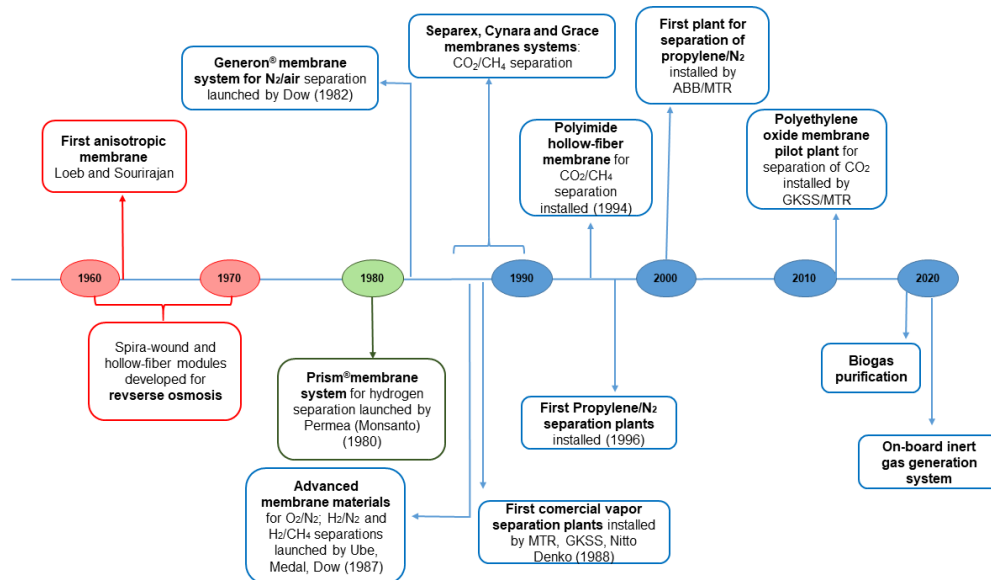 Generon® membrane
system for N₂/air separation
launched by Dow (1982)
Separex, Cynara and Grace
membranes systems:
CO₂/CH₄ separation
First plant for
separation of
propylene/N₂
installed by
ABB/MTR
First anisotropic
membrane
Loeb and Sourirajan
Polyimide
hollow-fiber
membrane for
CO₂/CH₄
separation
installed (1994)
Polyethylene
oxide membrane
pilot plant for
separation of CO₂
installed by
GKSS/MTR
1960
1970
1980
1990
2000
2010
2020
Spira-wound and
hollow-fiber modules
developed for
revserse osmosis
Prism®membrane
system for hydrogen
separation launched by
Permea (Monsanto)
(1980)
First Propylene/N₂
separation plants
installed (1996)
Biogas
purification
On-board inert
gas generation
system
Advanced
membrane materials
for O₂/N₂; H₂/N₂ and
H₂/CH₄ separations
launched by Ube,
Medal, Dow (1987)
First comercial vapor
separation plants installed
by MTR, GKSS, Nitto
Denko (1988)